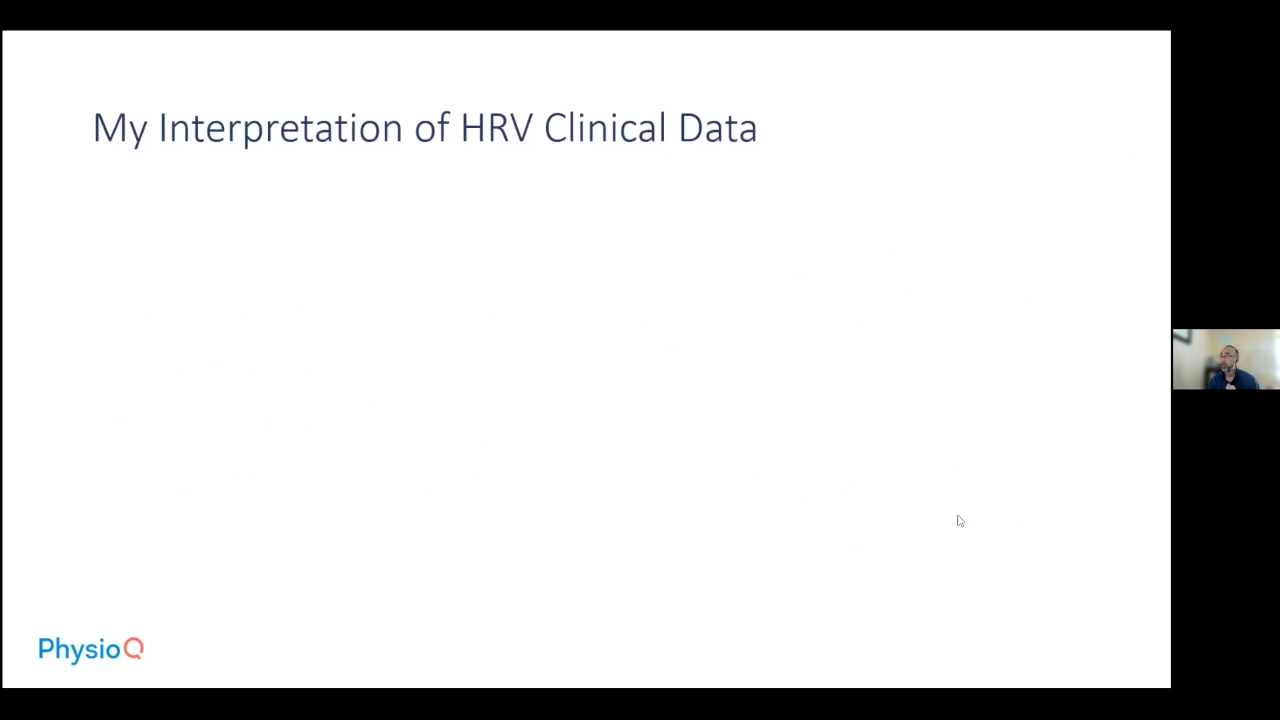 My Interpretation of HRV Clinical Data
PhysioQ